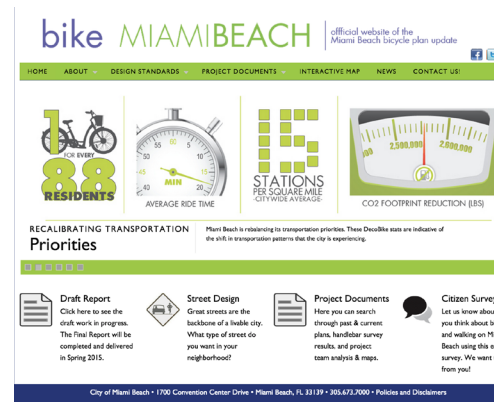 bike MIAMIBEACH
offficial website of the
Miami Beach bicycle plan update
HOME ABOUT DESIGN STANDARDS PROJECT DOCUMENTS INTERACTIVE MAP NEWS CONTACT US!
1
FOR EVERY
88
RESIDENTS
60
55 5
50 10
45 15
40 20
MIN
AVERAGE RIDE TIME
15
STATIONS
PER SQUARE MILE
-CITYWIDE AVERAGE-
2,500,000 2,600,000
CO2 FOOTPRINT REDUCTION (LBS)
RECALIBRATING TRANSPORTATION
Priorities
Miami Beach is rebalancing its transportation priorities. These DecoBike stats are indicative of
the shift in transportation patterns that the city is experiencing.
Draft Report
Click here to see the
draft work in progress.
The Final Report will be
completed and delivered
in Spring 2015.
Street Design
Great streets are the
backbone of a livable city.
What type of street do
you want in your
neighborhood?
Project Documents
Here you can search
through past & current
plans, handlebar survey
results, and project
team analysis & maps.
Citizen Surve
Let us know abou
you think about b
and walking on Mi
Beach using this e
survey. We want
from you!
City of Miami Beach • 1700 Convention Center Drive • Miami Beach, FL 33139 • 305.673.7000 • Policies and Disclaimers